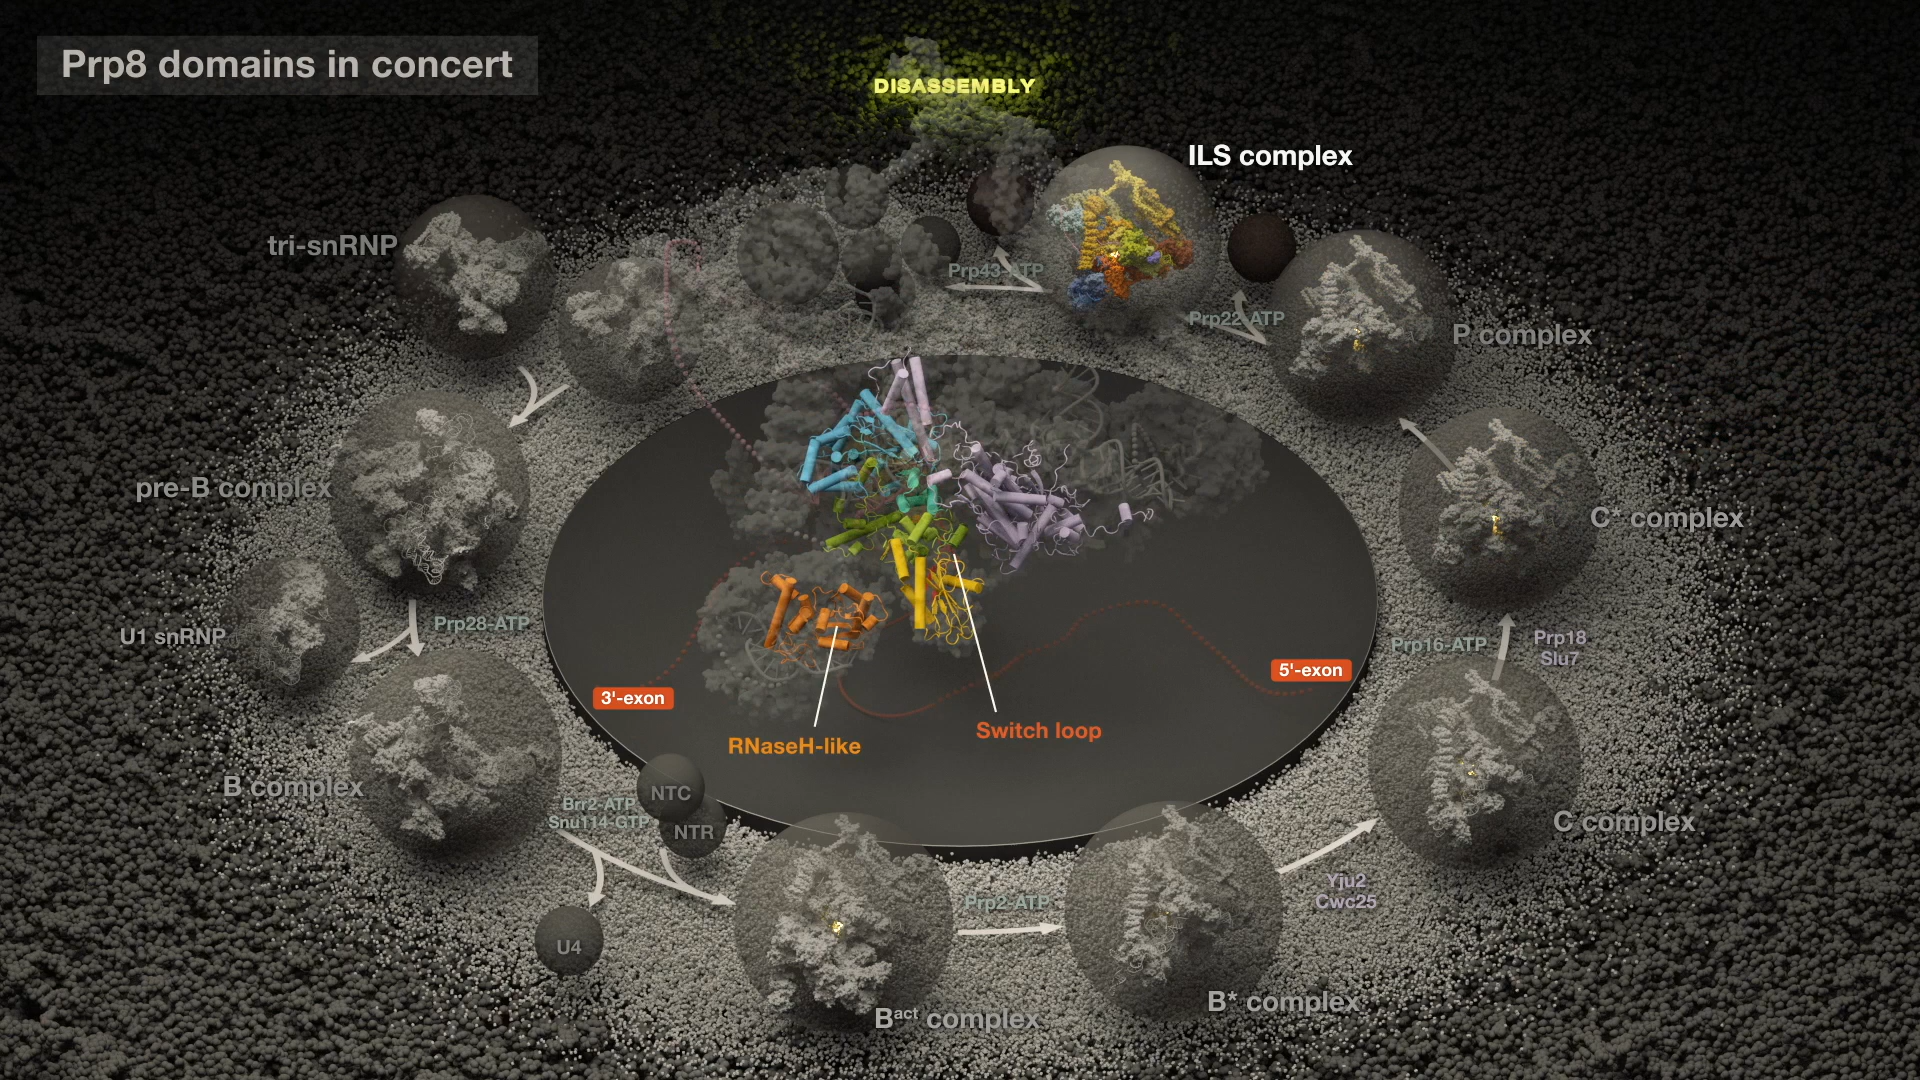 Prp8 domains in concert
DISASSEMBLY
ILS complex
tri-snRNP
Prp43-ATP
Prp22-ATP
P complex
pre-B complex
C* complex
U1 snRNP
Prp28-ATP
Prp16-ATP
Prp18
Slu7
3'-exon
5'-exon
RNaseH-like
Switch loop
B complex
NTC
NTR
Brr2-ATP
Snu114-GTP
C complex
Yju2
Cwc25
Prp2-ATP
U4
Bact complex
B* complex